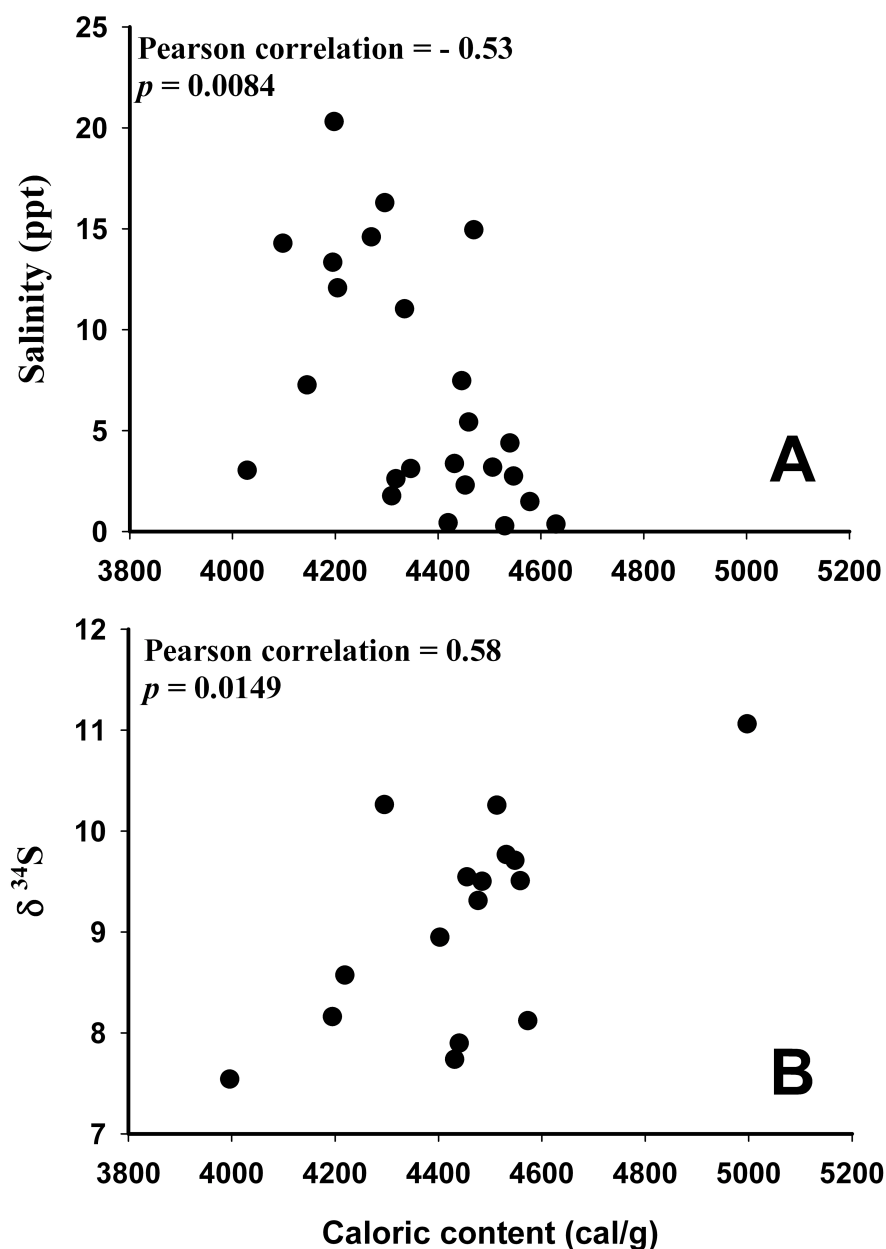 Pearson correlation = - 0.53
p = 0.0084
25
20
15
10
5
0
Salinity (ppt)
A
3800 4000 4200 4400 4600 4800 5000 5200
Pearson correlation = 0.58
p = 0.0149
12
11
10
9
8
7
δ ³⁴S
B
3800 4000 4200 4400 4600 4800 5000 5200
Caloric content (cal/g)